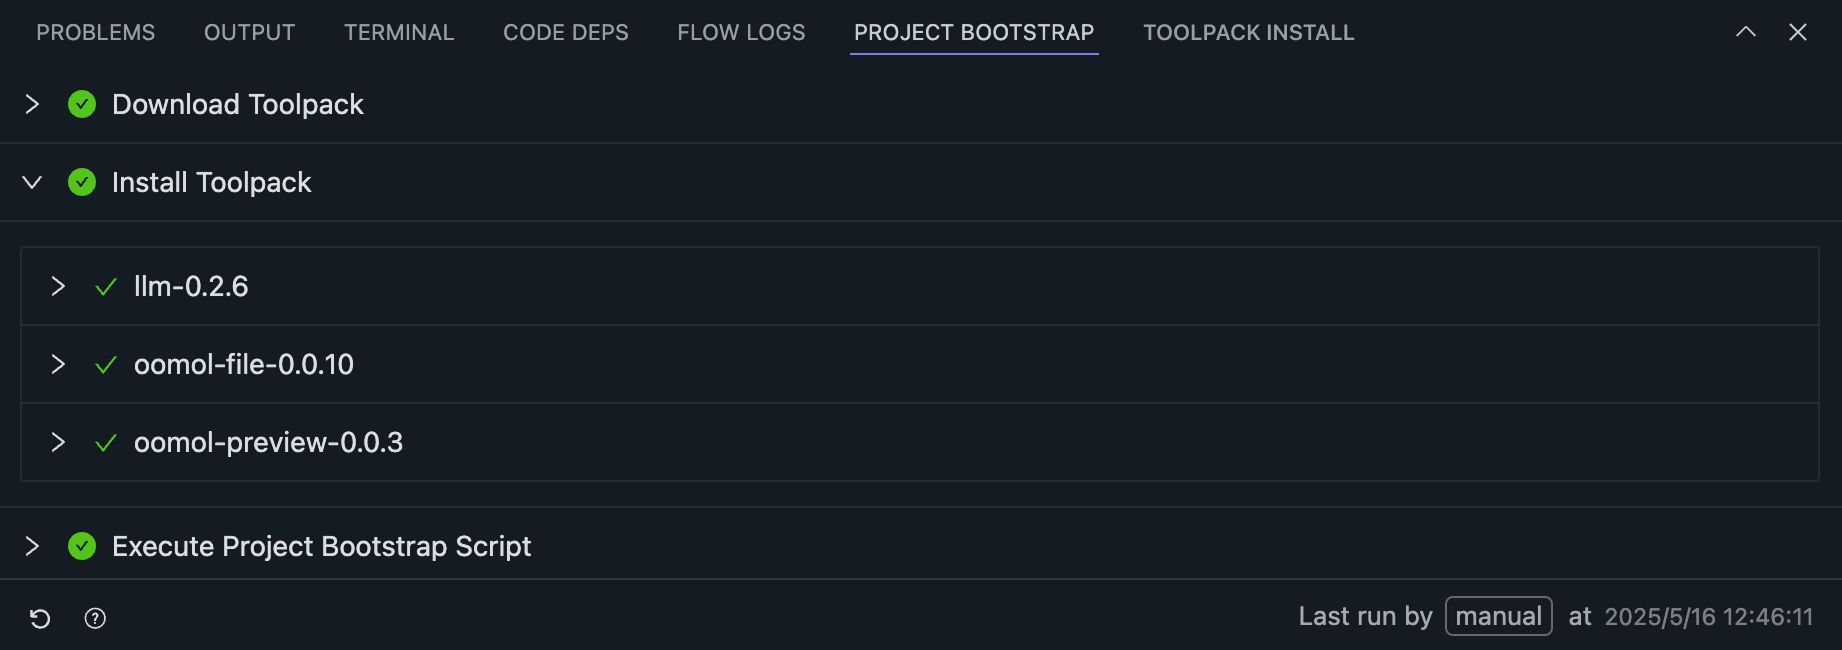 PROBLEMS OUTPUT TERMINAL CODE DEPS FLOW LOGS PROJECT BOOTSTRAP TOOLPACK INSTALL
Download Toolpack
Install Toolpack
llm-0.2.6
oomol-file-0.0.10
oomol-preview-0.0.3
Execute Project Bootstrap Script
Last run by manual at 2025/5/16 12:46:11